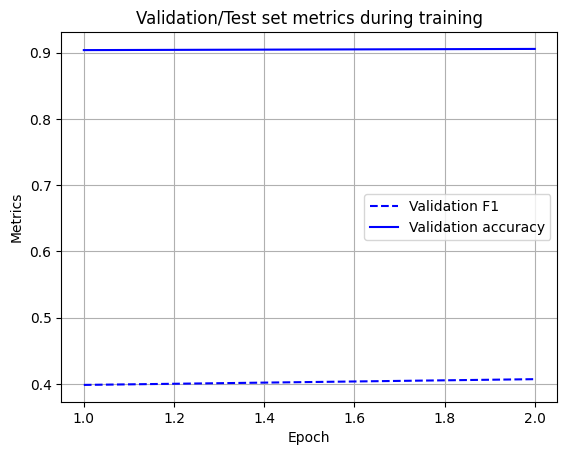 Validation/Test set metrics during training
0.9
0.8
0.7
0.6
0.5
0.4
Metrics
Validation F1
Validation accuracy
1.0 1.2 1.4 1.6 1.8 2.0
Epoch